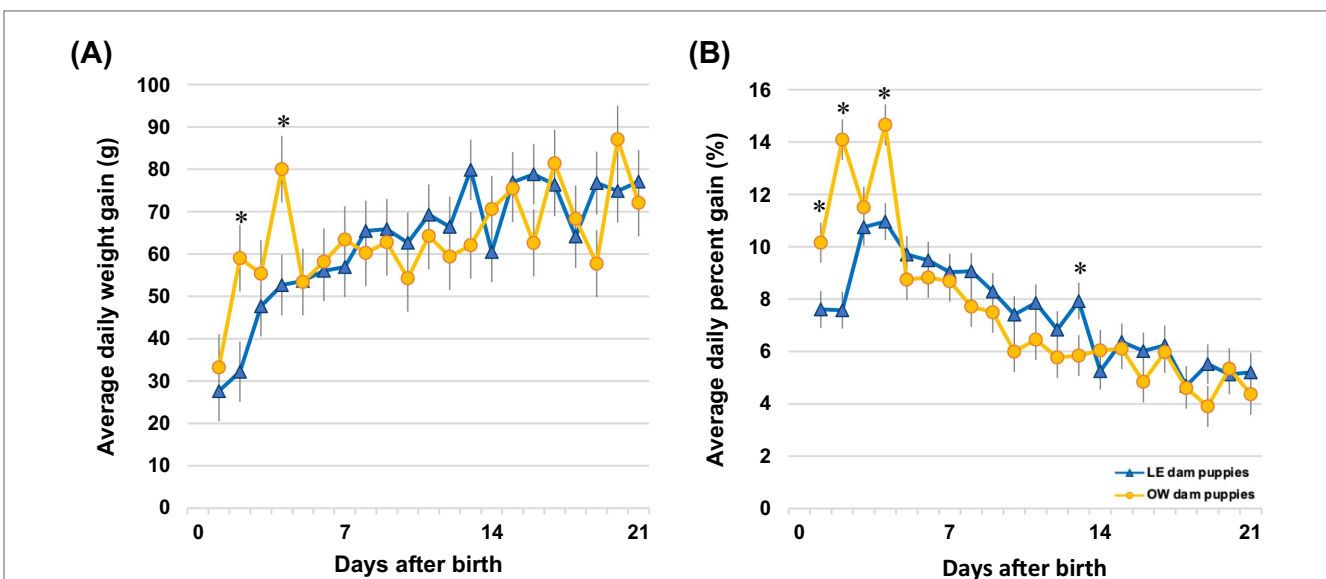 (A)
Average daily weight gain (g)
100
90
80
70
60
50
40
30
20
10
0
*
*
0 7 14 21
Days after birth
(B)
Average daily percent gain (%)
16
14
12
10
8
6
4
2
0
*
*
*
*
LE dam puppies
OW dam puppies
0 7 14 21
Days after birth